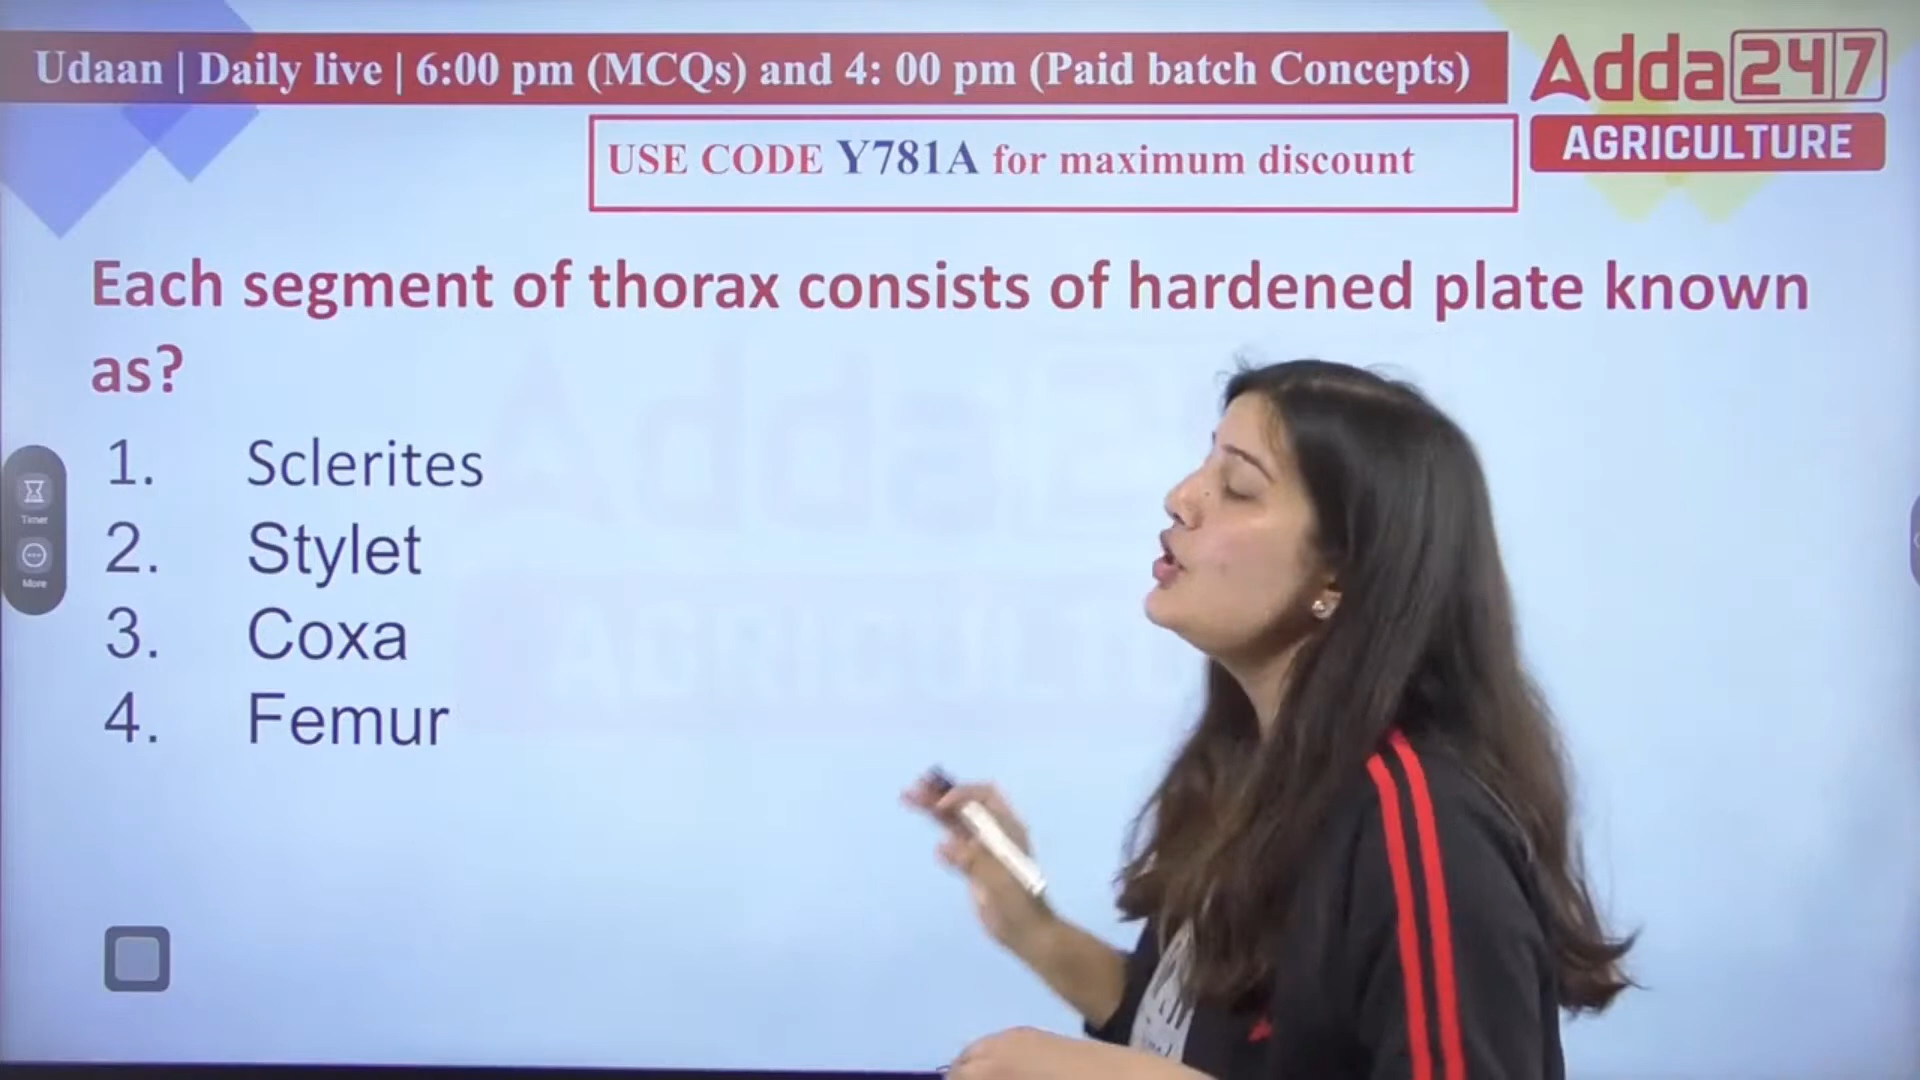 Udaan | Daily live | 6:00 pm (MCQs) and 4: 00 pm (Paid batch Concepts)
Adda247
AGRICULTURE
USE CODE Y781A for maximum discount
Each segment of thorax consists of hardened plate known
as?
1. Sclerites
2. Stylet
3. Coxa
4. Femur
Timer
More